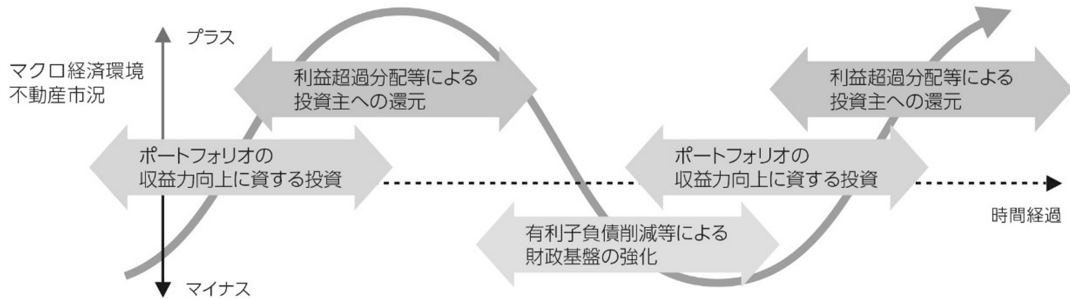 プラス
マクロ経済環境
不動産市況
利益超過分配等による
投資主への還元
利益超過分配等による
投資主への還元
ポートフォリオの
収益力向上に資する投資
ポートフォリオの
収益力向上に資する投資
時間経過
有利子負債削減等による
財政基盤の強化
マイナス